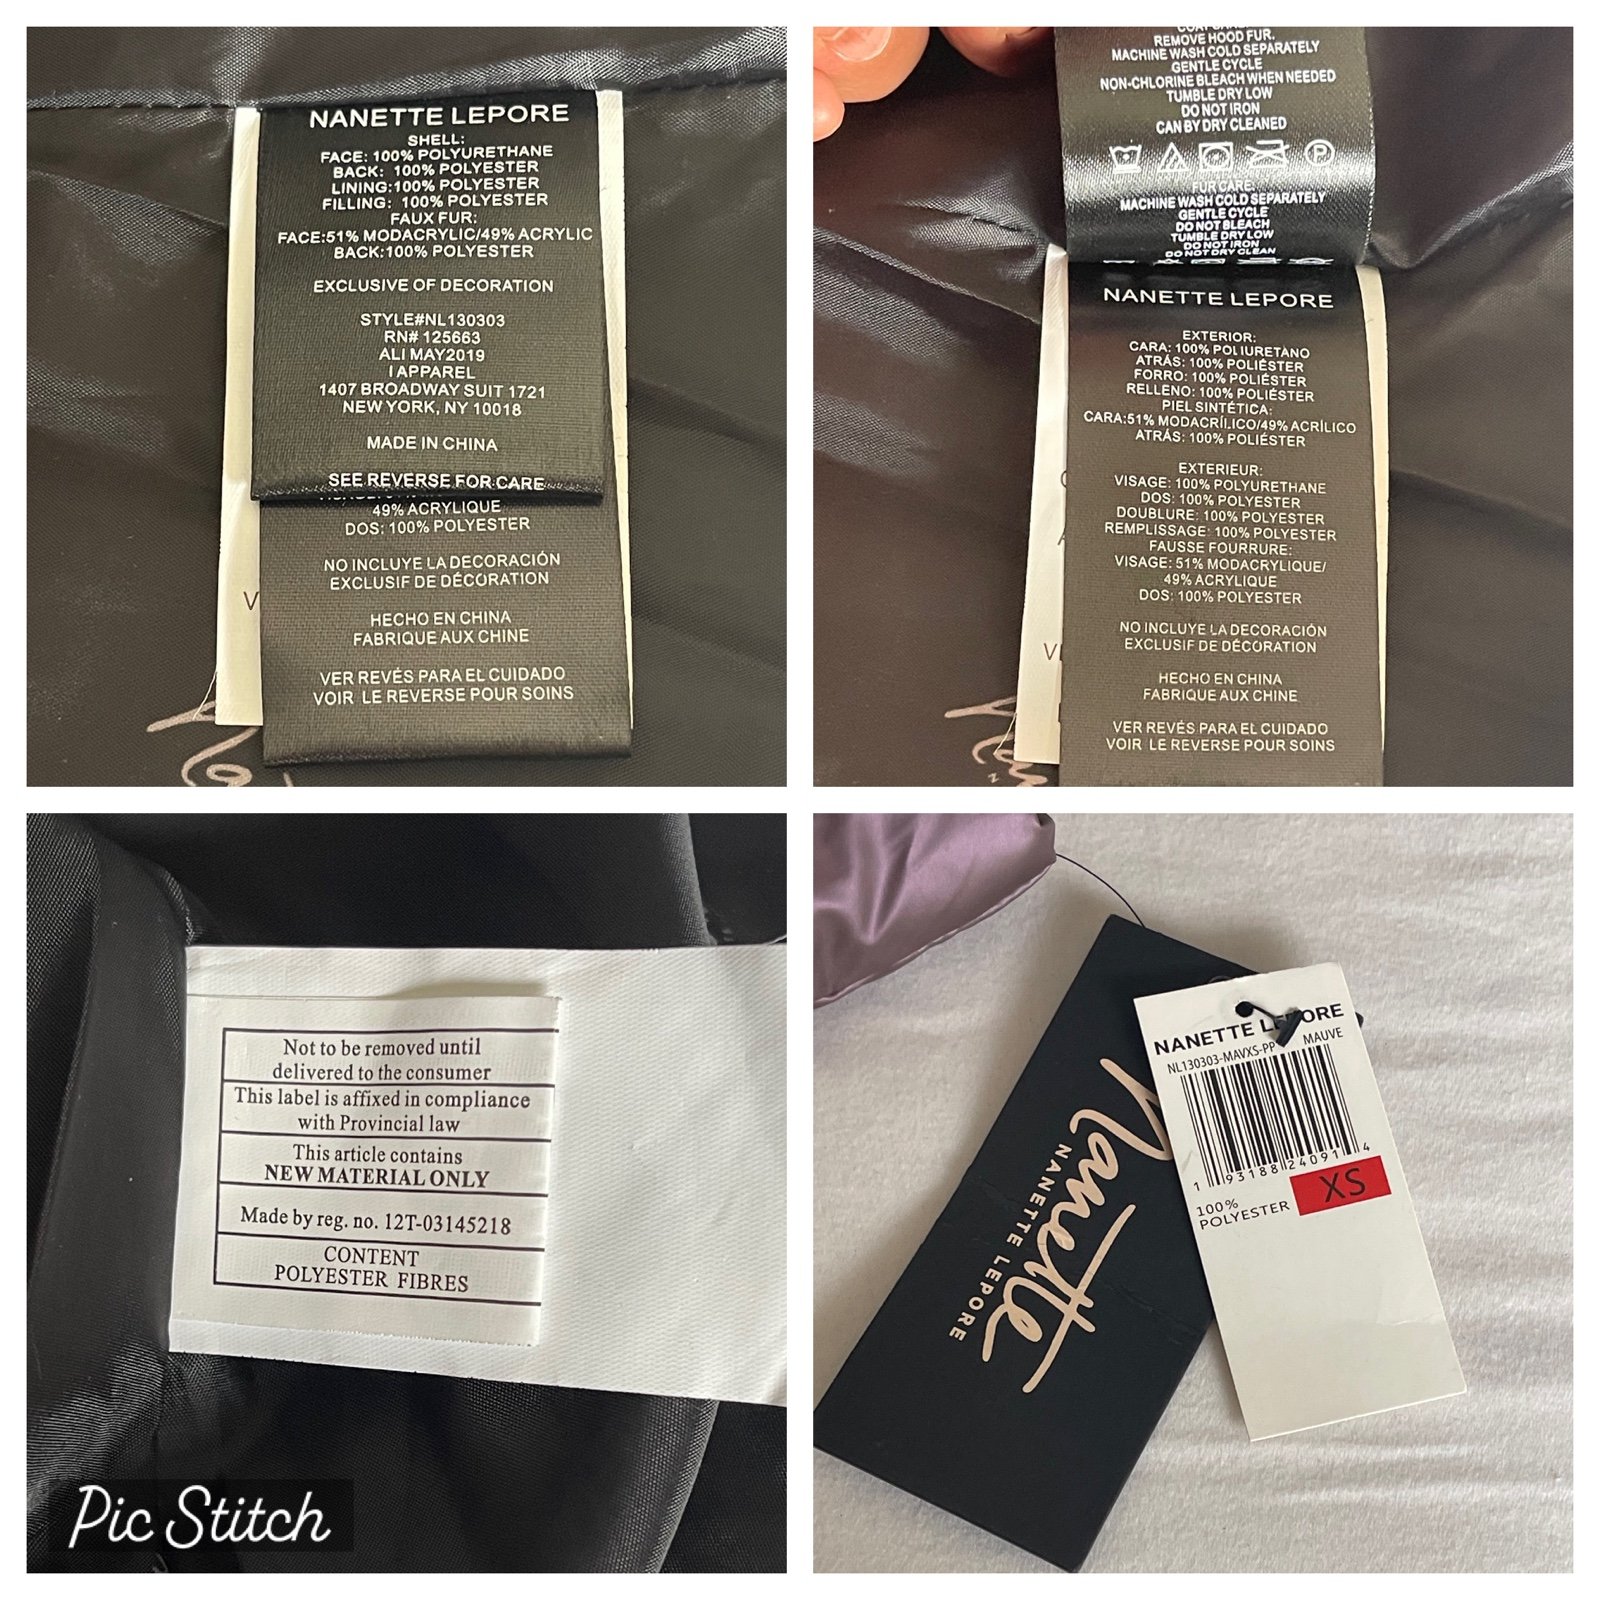 NANETTE LEPORE
SHELL:
FACE: 100% POLYURETHANE
BACK: 100% POLYESTER
LINING:100% POLYESTER
FILLING: 100% POLYESTER
FAUX FUR:
FACE:51% MODACRYLIC/49% ACRYLIC
BACK:100% POLYESTER
EXCLUSIVE OF DECORATION
STYLE#NL130303
RN# 125663
ALI MAY2019
I APPAREL
1407 BROADWAY SUIT 1721
NEW YORK, NY 10018
MADE IN CHINA
SEE REVERSE FOR CARE
49% ACRYLIQUE
DOS: 100% POLYESTER
NO INCLUYE LA DECORACIÓN
EXCLUSIF DE DÉCORATION
HECHO EN CHINA
FABRIQUE AUX CHINE
VER REVÉS PARA EL CUIDADO
VOIR LE REVERSE POUR SOINS
REMOVE HOOD FUR.
MACHINE WASH COLD SEPARATELY
GENTLE CYCLE
NON-CHLORINE BLEACH WHEN NEEDED
TUMBLE DRY LOW
DO NOT IRON
CAN BY DRY CLEANED
FUR CARE
MACHINE WASH COLD SEPARATELY
GENTLE CYCLE
DO NOT BLEACH
TUMBLE DRY LOW
DO NOT IRON
DO NOT DRY CLEAN
NANETTE LEPORE
EXTERIOR:
CARA: 100% POLIURETANO
ATRÁS: 100% POLIÉSTER
FORRO: 100% POLIÉSTER
RELLENO: 100% POLIÉSTER
PIEL SINTÉTICA:
CARA:51% MODACRÍLICO/49% ACRÍLICO
ATRÁS: 100% POLIÉSTER
EXTERIEUR:
VISAGE: 100% POLYURETHANE
DOS: 100% POLYESTER
DOUBLURE: 100% POLYESTER
REMPLISSAGE: 100% POLYESTER
FAUSSE FOURRURE:
VISAGE: 51% MODACRYLIQUE/
49% ACRYLIQUE
DOS: 100% POLYESTER
NO INCLUYE LA DECORACIÓN
EXCLUSIF DE DÉCORATION
HECHO EN CHINA
FABRIQUE AUX CHINE
VER REVÉS PARA EL CUIDADO
VOIR LE REVERSE POUR SOINS
Not to be removed until
delivered to the consumer
This label is affixed in compliance
with Provincial law
This article contains
NEW MATERIAL ONLY
Made by reg. no. 12T-03145218
CONTENT
POLYESTER FIBRES
Pic Stitch
Nanette
NANETTE LEPORE
NANETTE LEPORE
NL130303-MAVXS-PP MAUVE
1 93188 24091 4
100%
POLYESTER
XS